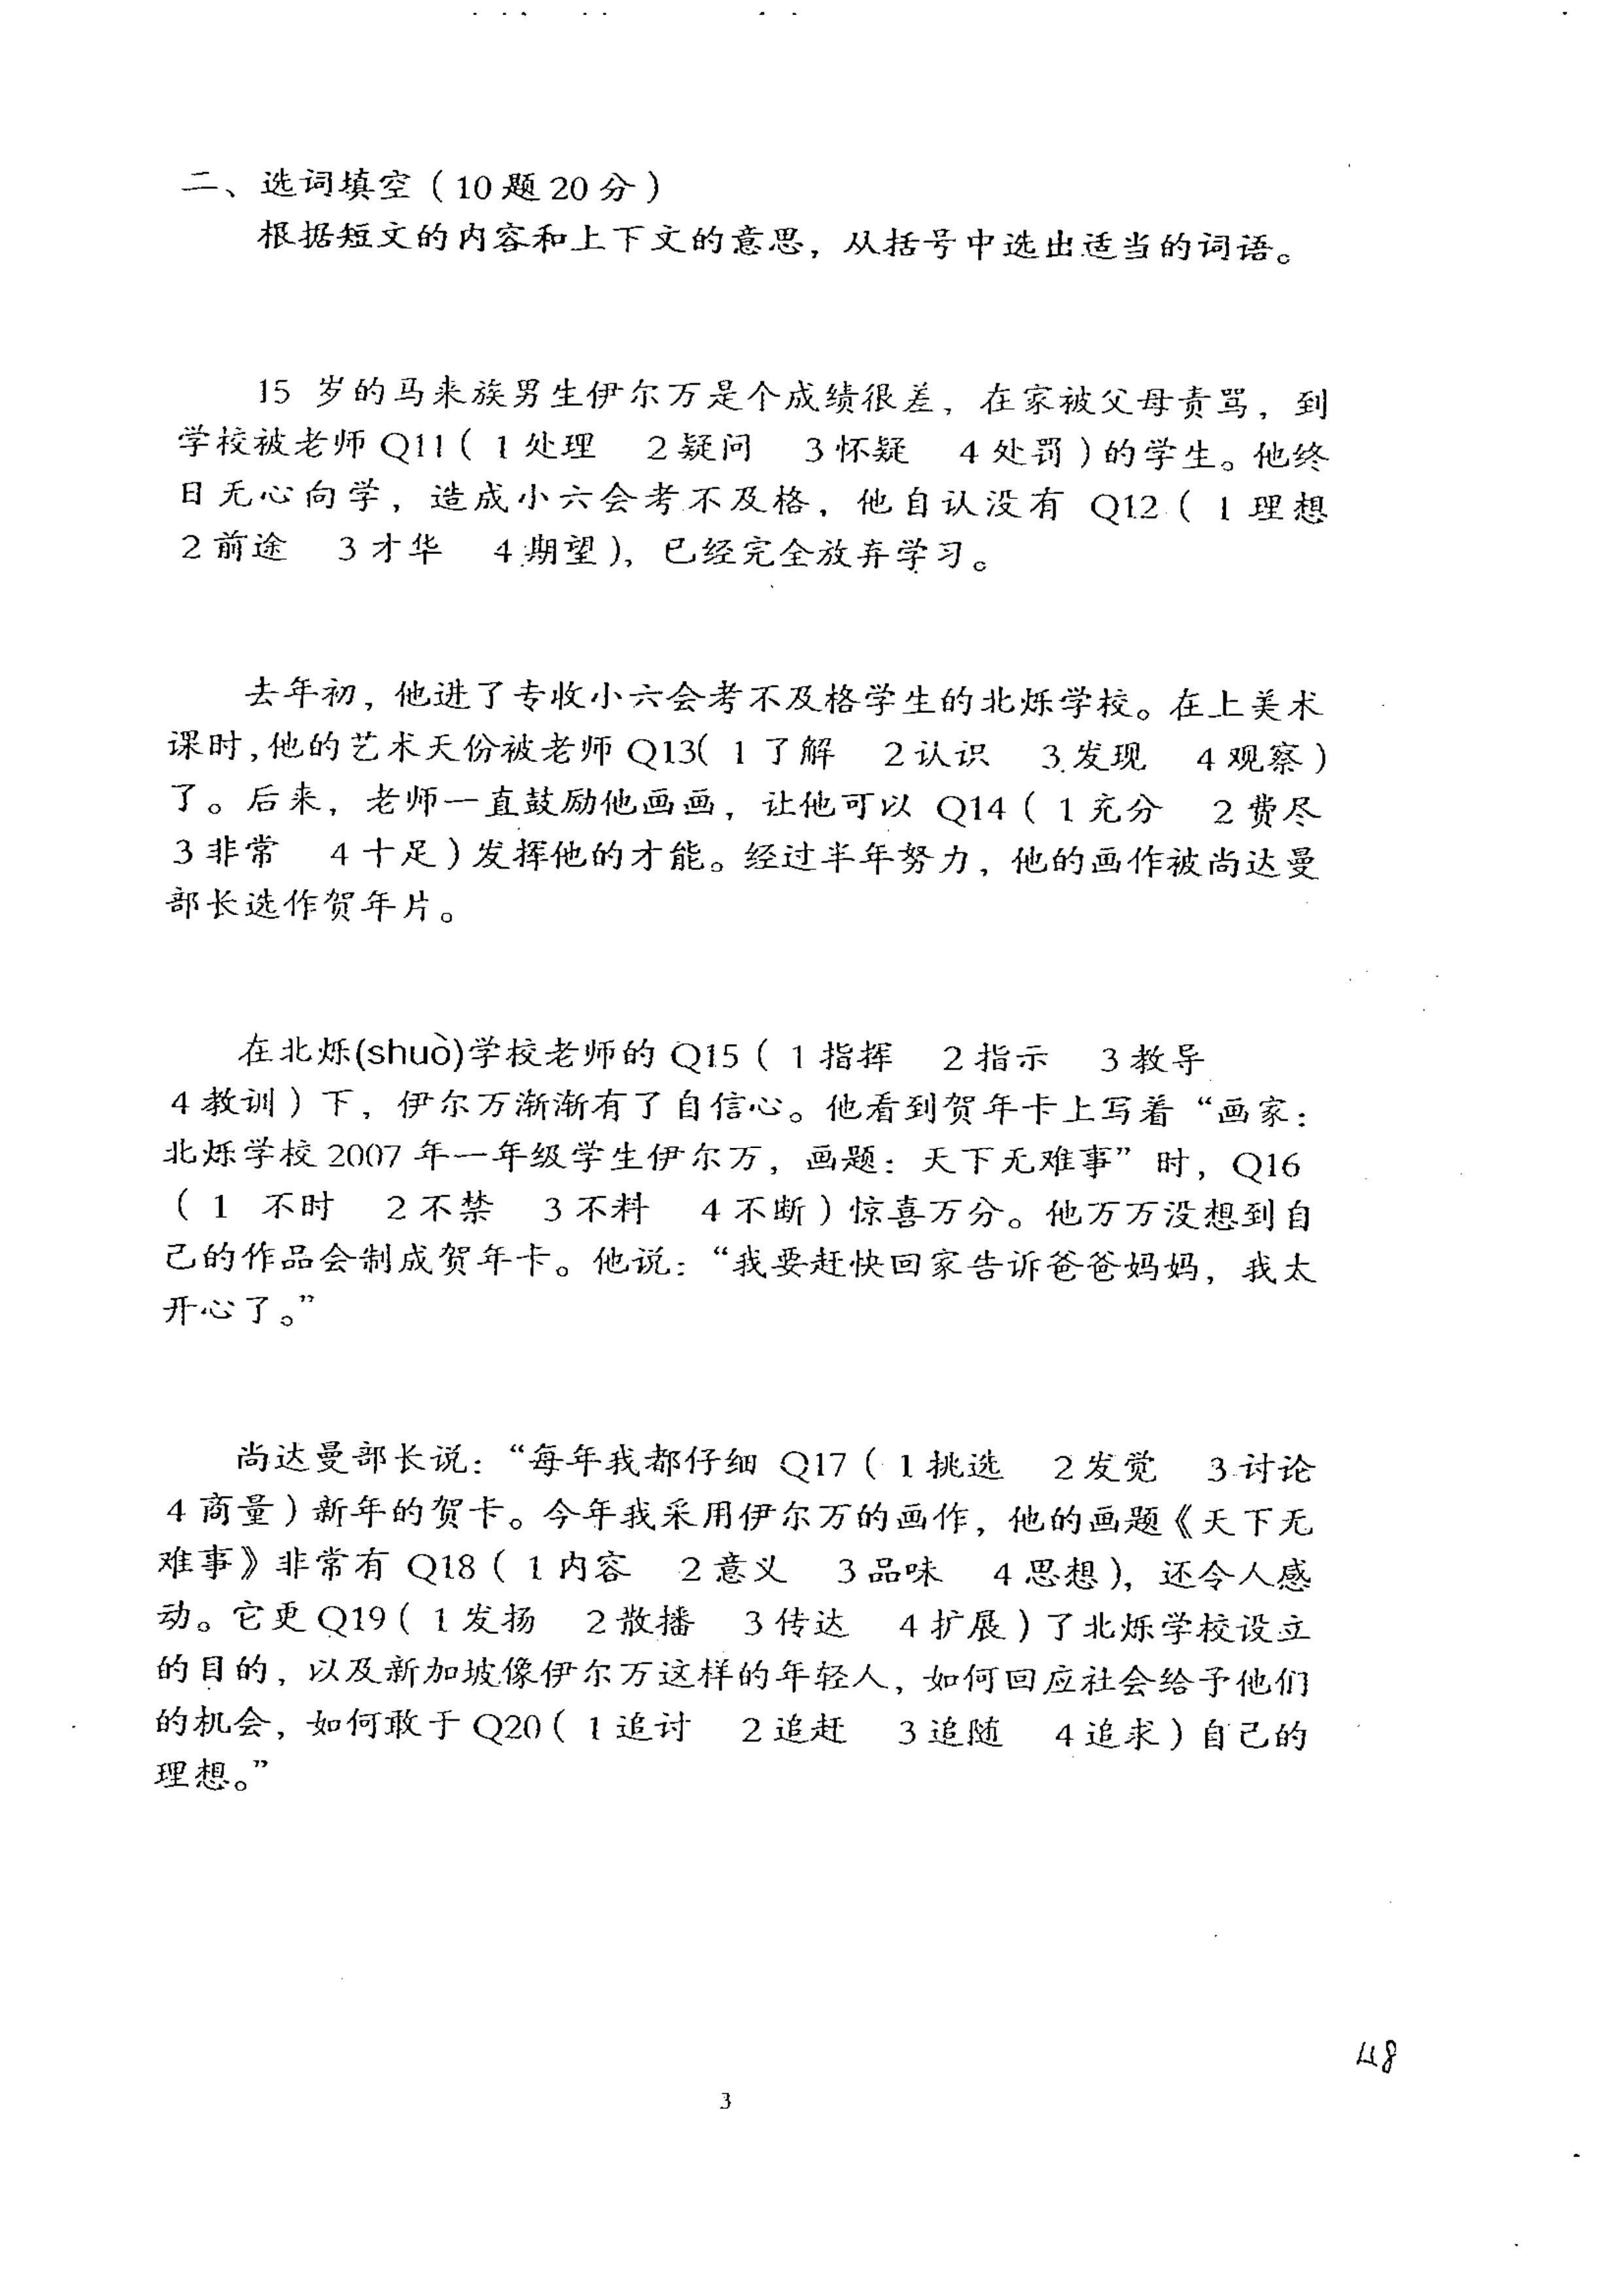 二、选词填空（10题20分）
根据短文的内容和上下文的意思，从括号中选出适当的词语。
15 岁的马来族男生伊尔万是个成绩很差，在家被父母责骂，到
学校被老师Q11（ 1 处理 2 疑问 3 怀疑 4 处罚）的学生。他终
日无心向学，造成小六会考不及格，他自认没有 Q12（ 1 理想
2 前途 3 才华 4 期望），已经完全放弃学习。
去年初，他进了专收小六会考不及格学生的北烁学校。在上美术
课时，他的艺术天份被老师 Q13( 1 了解 2 认识 3 发现 4 观察）
了。后来，老师一直鼓励他画画，让他可以 Q14（ 1 充分 2 费尽
3 非常 4 十足）发挥他的才能。经过半年努力，他的画作被尚达曼
部长选作贺年片。
在北烁(shuò)学校老师的 Q15（ 1 指挥 2 指示 3 教导
4 教训）下，伊尔万渐渐有了自信心。他看到贺年卡上写着“画家：
北烁学校 2007 年一年级学生伊尔万，画题：天下无难事”时，Q16
（ 1 不时 2 不禁 3 不料 4 不断）惊喜万分。他万万没想到自
己的作品会制成贺年卡。他说：“我要赶快回家告诉爸爸妈妈，我太
开心了。”
尚达曼部长说：“每年我都仔细 Q17（ 1 挑选 2 发觉 3 讨论
4 商量）新年的贺卡。今年我采用伊尔万的画作，他的画题《天下无
难事》非常有 Q18（ 1 内容 2 意义 3 品味 4 思想），还令人感
动。它更 Q19（ 1 发扬 2 散播 3 传达 4 扩展）了北烁学校设立
的目的，以及新加坡像伊尔万这样的年轻人，如何回应社会给予他们
的机会，如何敢于 Q20（ 1 追讨 2 追赶 3 追随 4 追求）自己的
理想。”
48
3